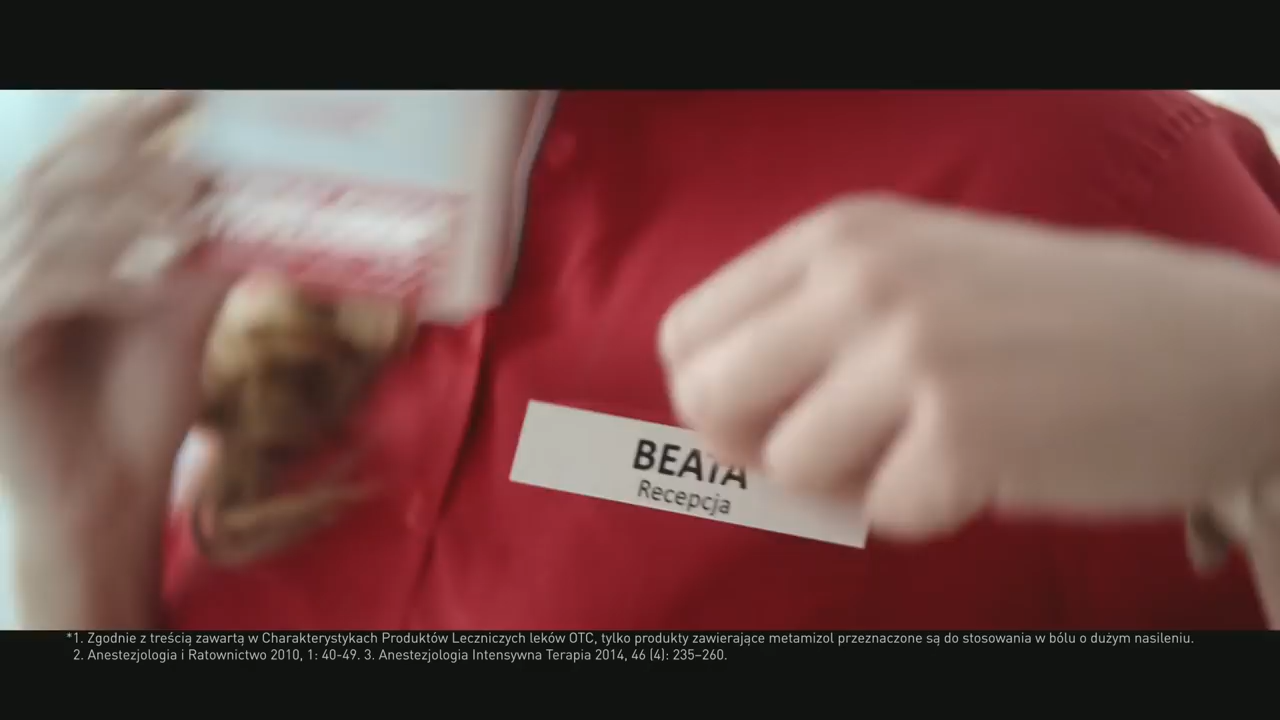 BEATA
Recepcja
*1. Zgodnie z treścią zawartą w Charakterystykach Produktów Leczniczych leków OTC, tylko produkty zawierające metamizol przeznaczone są do stosowania w bólu o dużym nasileniu.
2. Anestezjologia i Ratownictwo 2010, 1: 40-49. 3. Anestezjologia Intensywna Terapia 2014, 46 (4): 235–260.